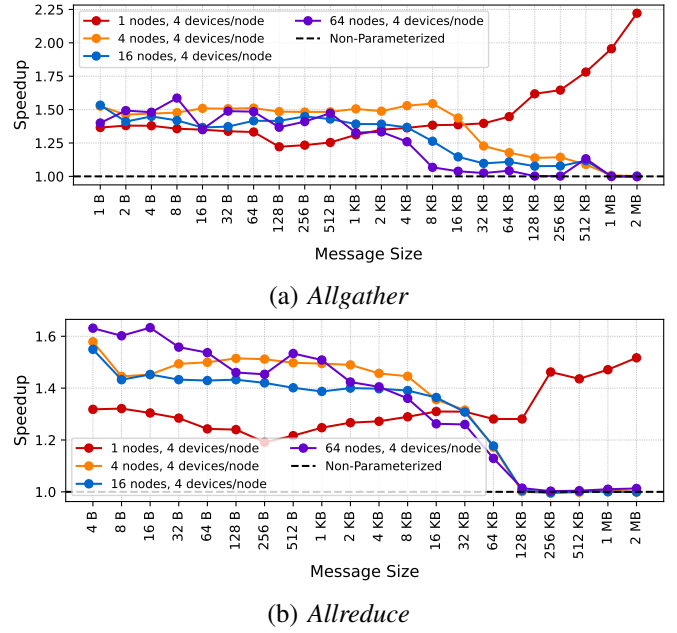 2.25
2.00
1.75
1.50
1.25
1.00
Speedup
1 nodes, 4 devices/node
4 nodes, 4 devices/node
16 nodes, 4 devices/node
64 nodes, 4 devices/node
Non-Parameterized
1 B
2 B
4 B
8 B
16 B
32 B
64 B
128 B
256 B
512 B
1 KB
2 KB
4 KB
8 KB
16 KB
32 KB
64 KB
128 KB
256 KB
512 KB
1 MB
2 MB
Message Size
(a) Allgather
1.6
1.4
1.2
1.0
Speedup
1 nodes, 4 devices/node
4 nodes, 4 devices/node
16 nodes, 4 devices/node
64 nodes, 4 devices/node
Non-Parameterized
4 B
8 B
16 B
32 B
64 B
128 B
256 B
512 B
1 KB
2 KB
4 KB
8 KB
16 KB
32 KB
64 KB
128 KB
256 KB
512 KB
1 MB
2 MB
Message Size
(b) Allreduce